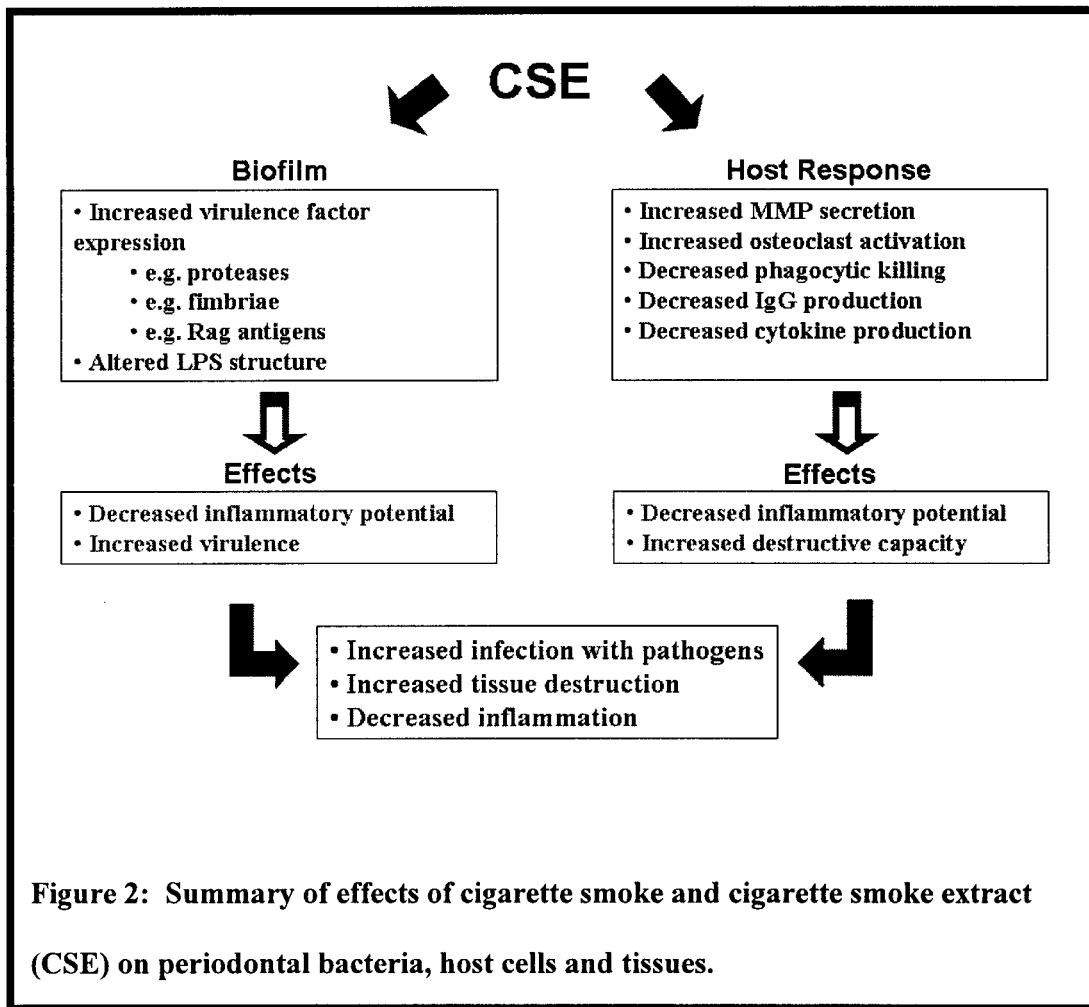 CSE
Biofilm
• Increased virulence factor
expression
• e.g. proteases
• e.g. fimbriae
• e.g. Rag antigens
• Altered LPS structure
Effects
• Decreased inflammatory potential
• Increased virulence
Host Response
• Increased MMP secretion
• Increased osteoclast activation
• Decreased phagocytic killing
• Decreased IgG production
• Decreased cytokine production
Effects
• Decreased inflammatory potential
• Increased destructive capacity
• Increased infection with pathogens
• Increased tissue destruction
• Decreased inflammation
Figure 2: Summary of effects of cigarette smoke and cigarette smoke extract
(CSE) on periodontal bacteria, host cells and tissues.